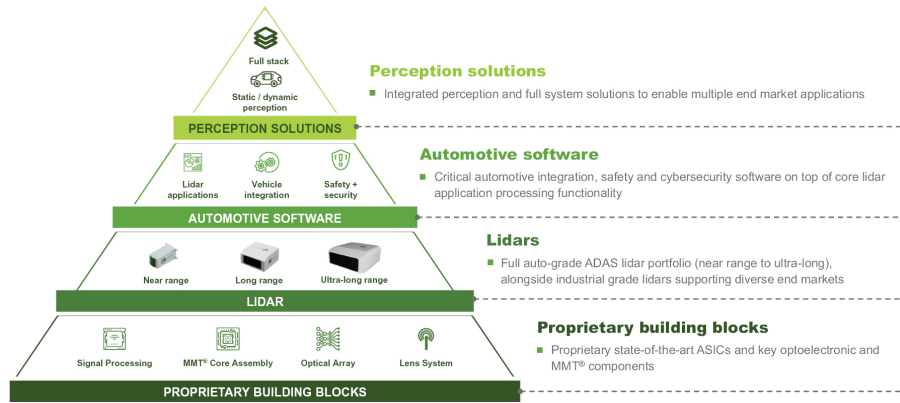 Full stack
Static / dynamic
perception
PERCEPTION SOLUTIONS
Perception solutions
Integrated perception and full system solutions to enable multiple end market applications
Lidar
applications
Vehicle
integration
Safety +
security
AUTOMOTIVE SOFTWARE
Automotive software
Critical automotive integration, safety and cybersecurity software on top of core lidar
application processing functionality
Near range
Long range
Ultra-long range
LIDAR
Lidars
Full auto-grade ADAS lidar portfolio (near range to ultra-long),
alongside industrial grade lidars supporting diverse end markets
Signal Processing
MMT® Core Assembly
Optical Array
Lens System
PROPRIETARY BUILDING BLOCKS
Proprietary building blocks
Proprietary state-of-the-art ASICs and key optoelectronic and
MMT® components